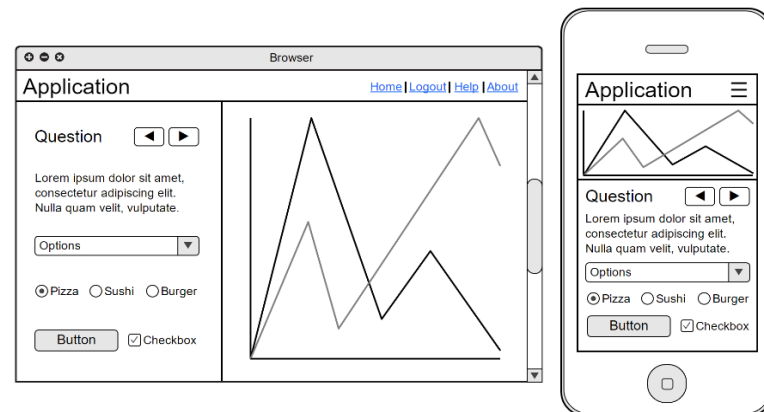 Browser
Application
Home | Logout | Help | About
Question
Lorem ipsum dolor sit amet,
consectetur adipiscing elit.
Nulla quam velit, vulputate.
Options
Pizza Sushi Burger
Button Checkbox
Application
Question
Lorem ipsum dolor sit amet,
consectetur adipiscing elit.
Nulla quam velit, vulputate.
Options
Pizza Sushi Burger
Button Checkbox